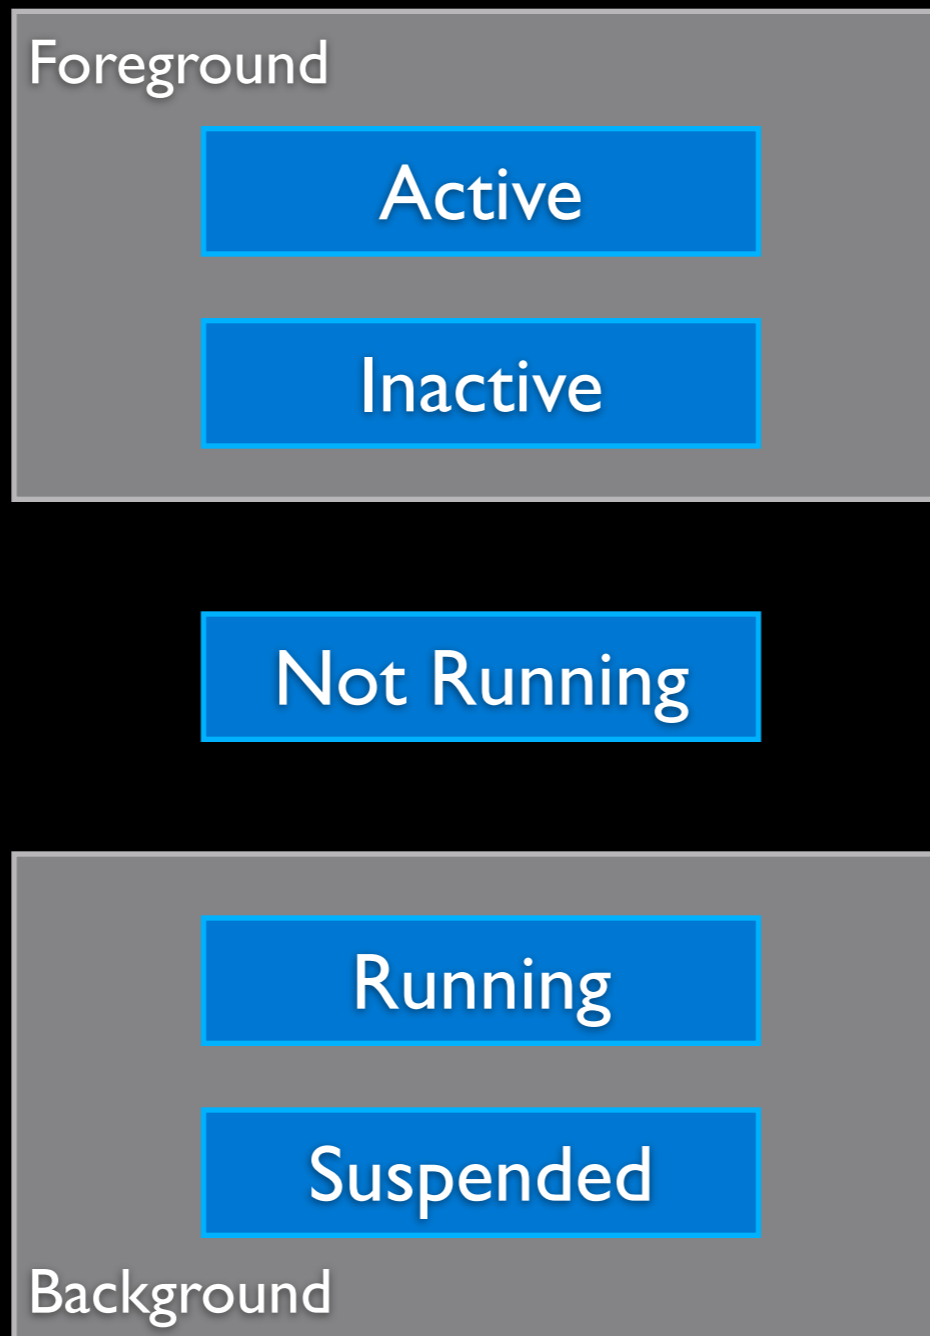 Foreground
Active
Inactive
Not Running
Running
Suspended
Background